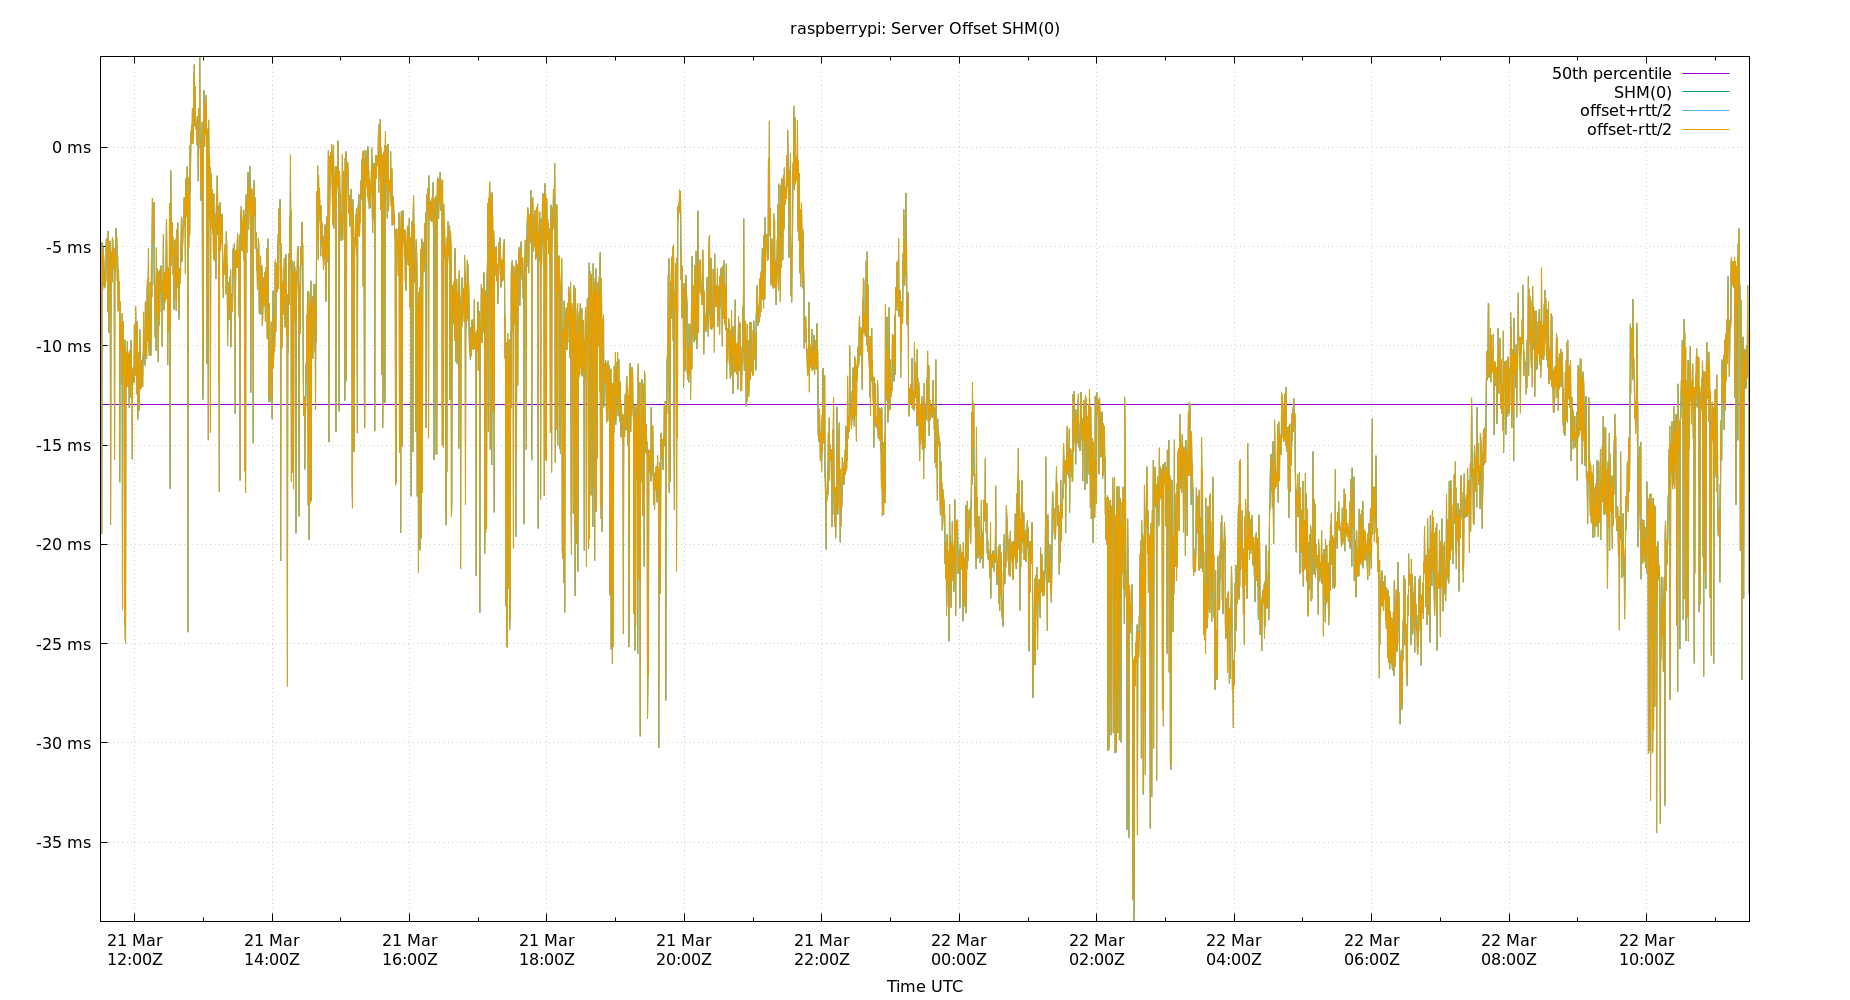 raspberrypi: Server Offset SHM(0)
50th percentile
SHM(0)
offset+rtt/2
offset-rtt/2
0 ms
-5 ms
-10 ms
-15 ms
-20 ms
-25 ms
-30 ms
-35 ms
21 Mar 21 Mar 21 Mar 21 Mar 21 Mar 21 Mar 22 Mar 22 Mar 22 Mar 22 Mar 22 Mar 22 Mar
12:00Z 14:00Z 16:00Z 18:00Z 20:00Z 22:00Z 00:00Z 02:00Z 04:00Z 06:00Z 08:00Z 10:00Z
Time UTC